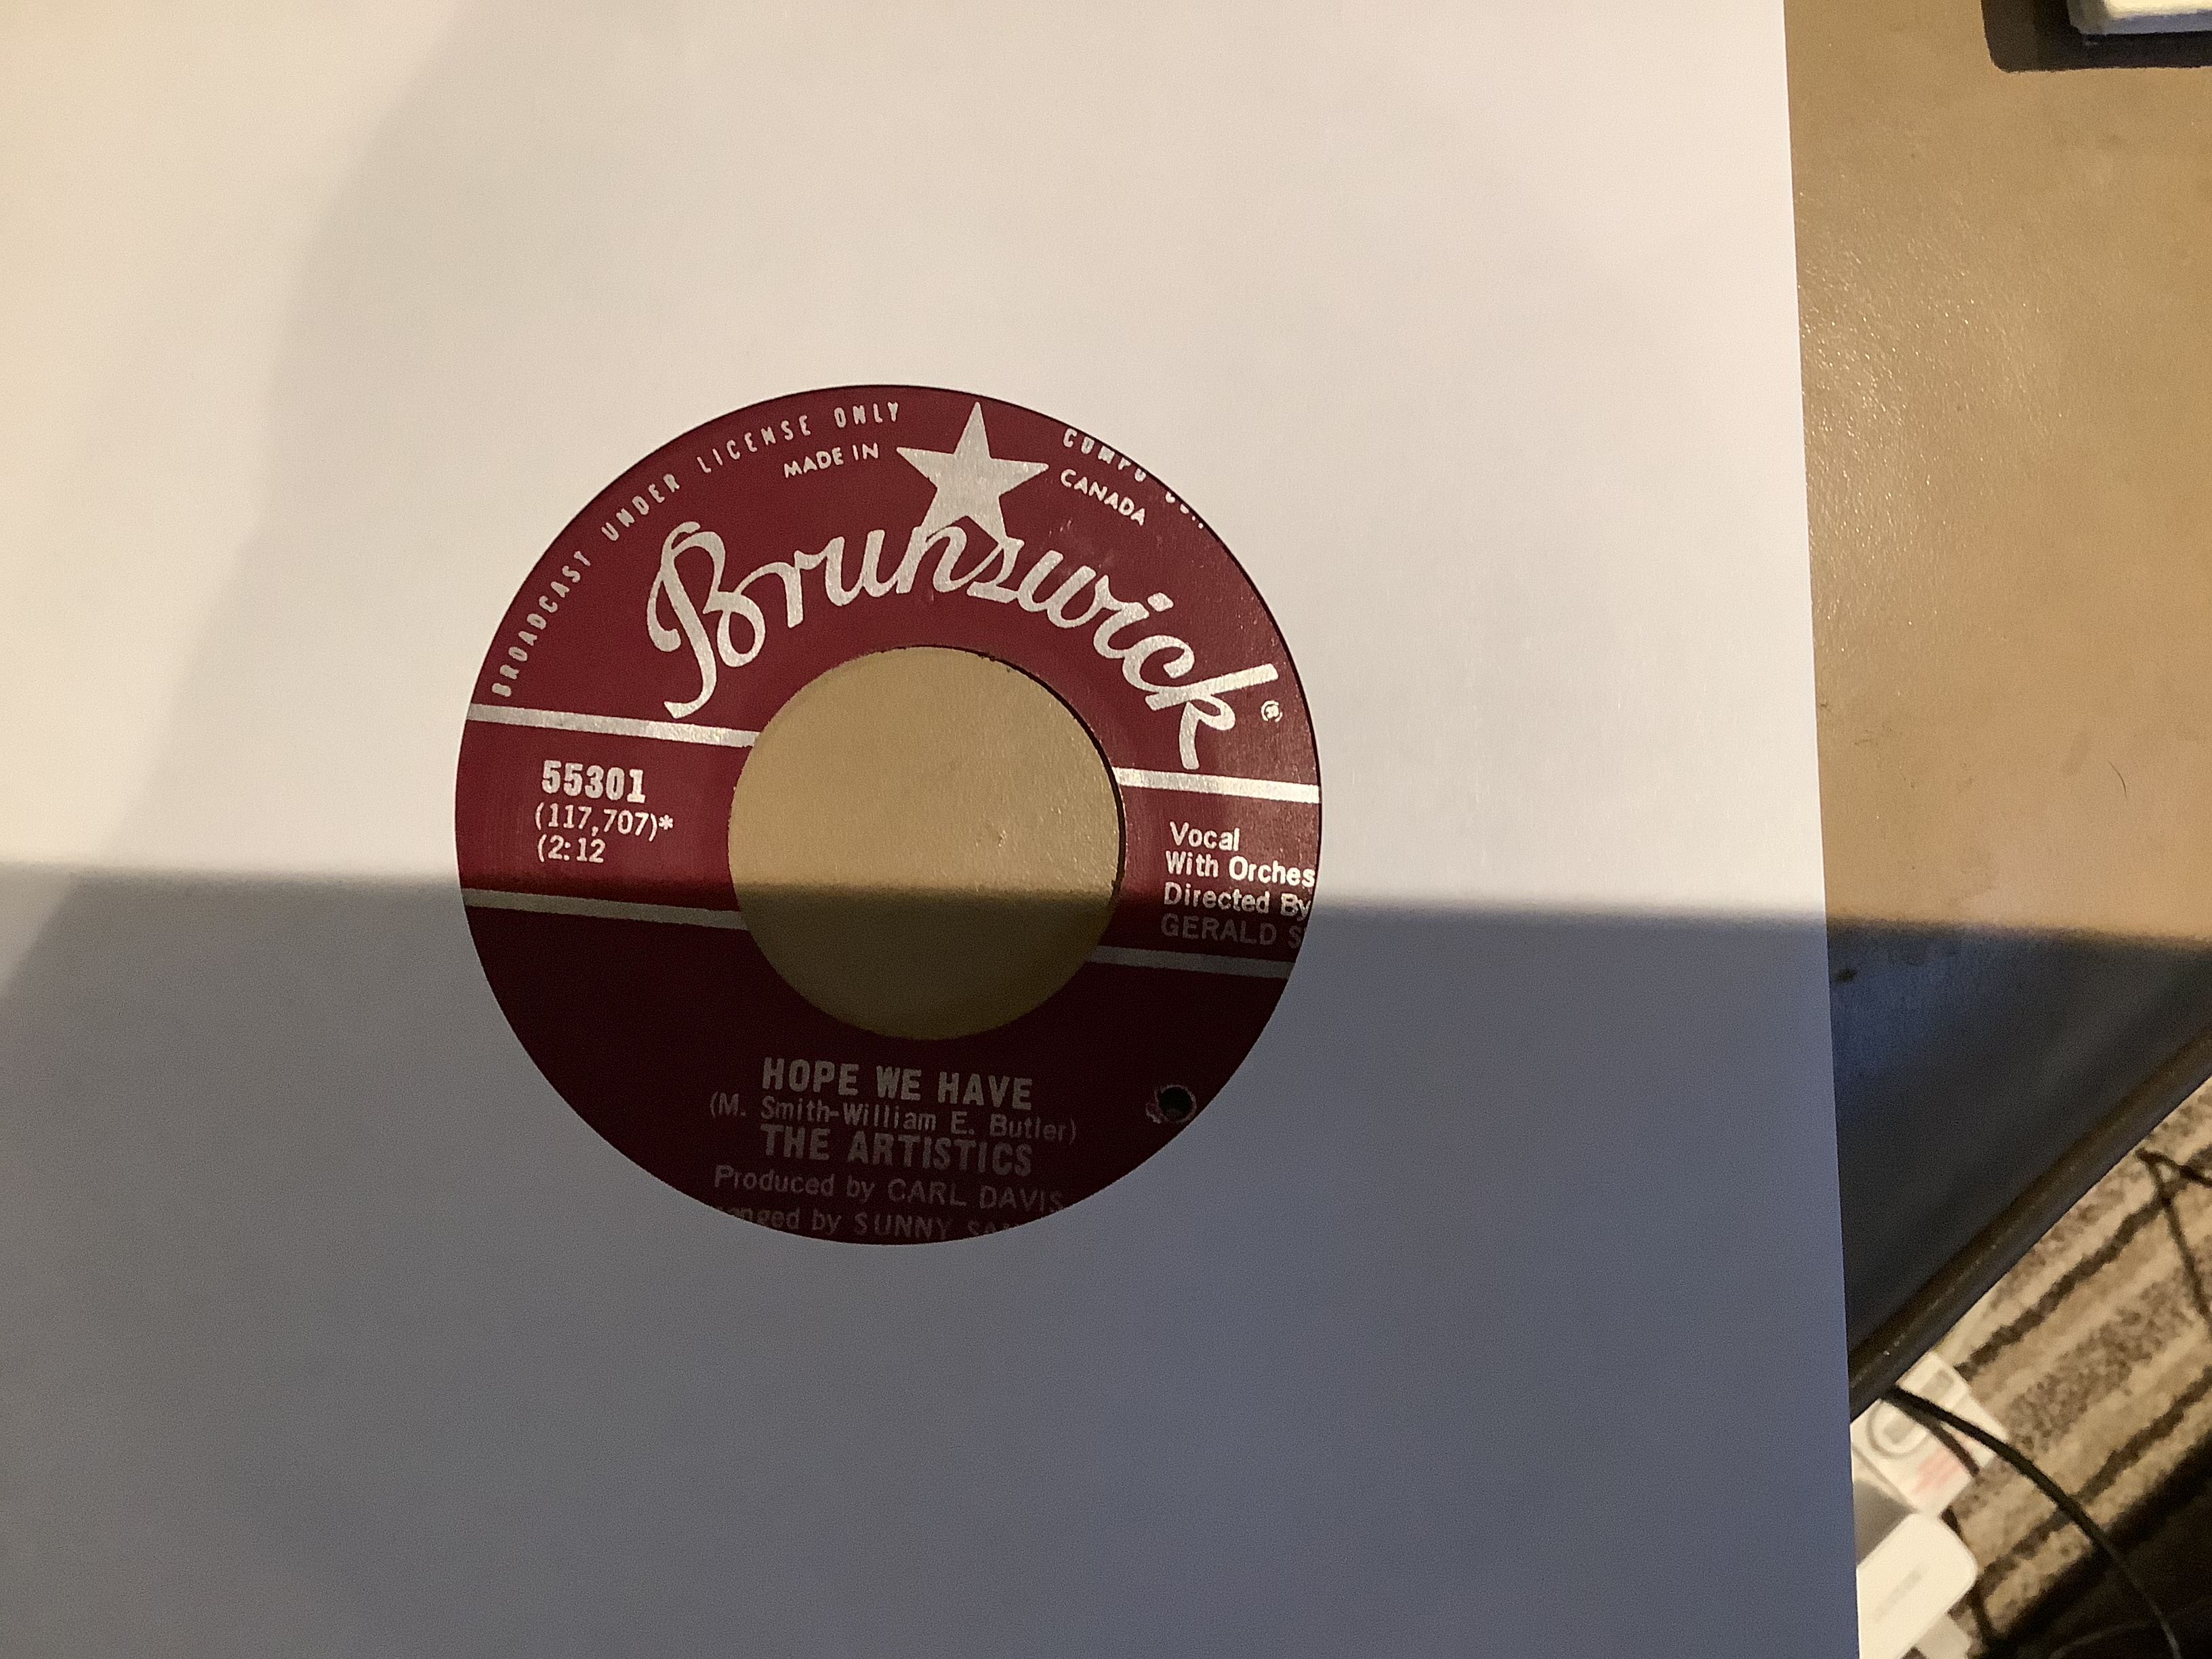 BROADCAST UNDER LICENSE ONLY
MADE IN CANADA
Brunswick ®
55301
(117,707)*
(2:12
Vocal
With Orches
Directed By
GERALD S
HOPE WE HAVE
(M. Smith-William E. Butler)
THE ARTISTICS
Produced by CARL DAVIS
anged by SUNNY SA